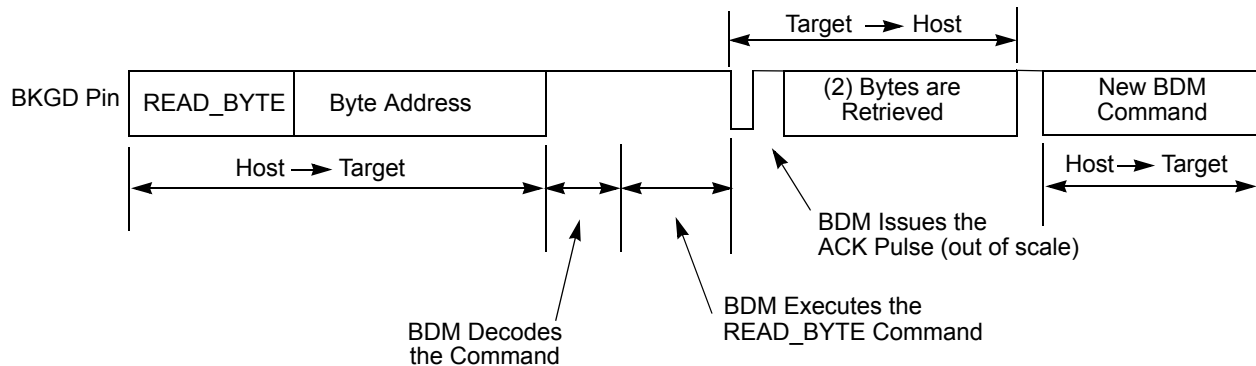 Target → Host
BKGD Pin
READ_BYTE
Byte Address
(2) Bytes are
Retrieved
New BDM
Command
Host → Target
Host → Target
BDM Issues the
ACK Pulse (out of scale)
BDM Decodes
the Command
BDM Executes the
READ_BYTE Command